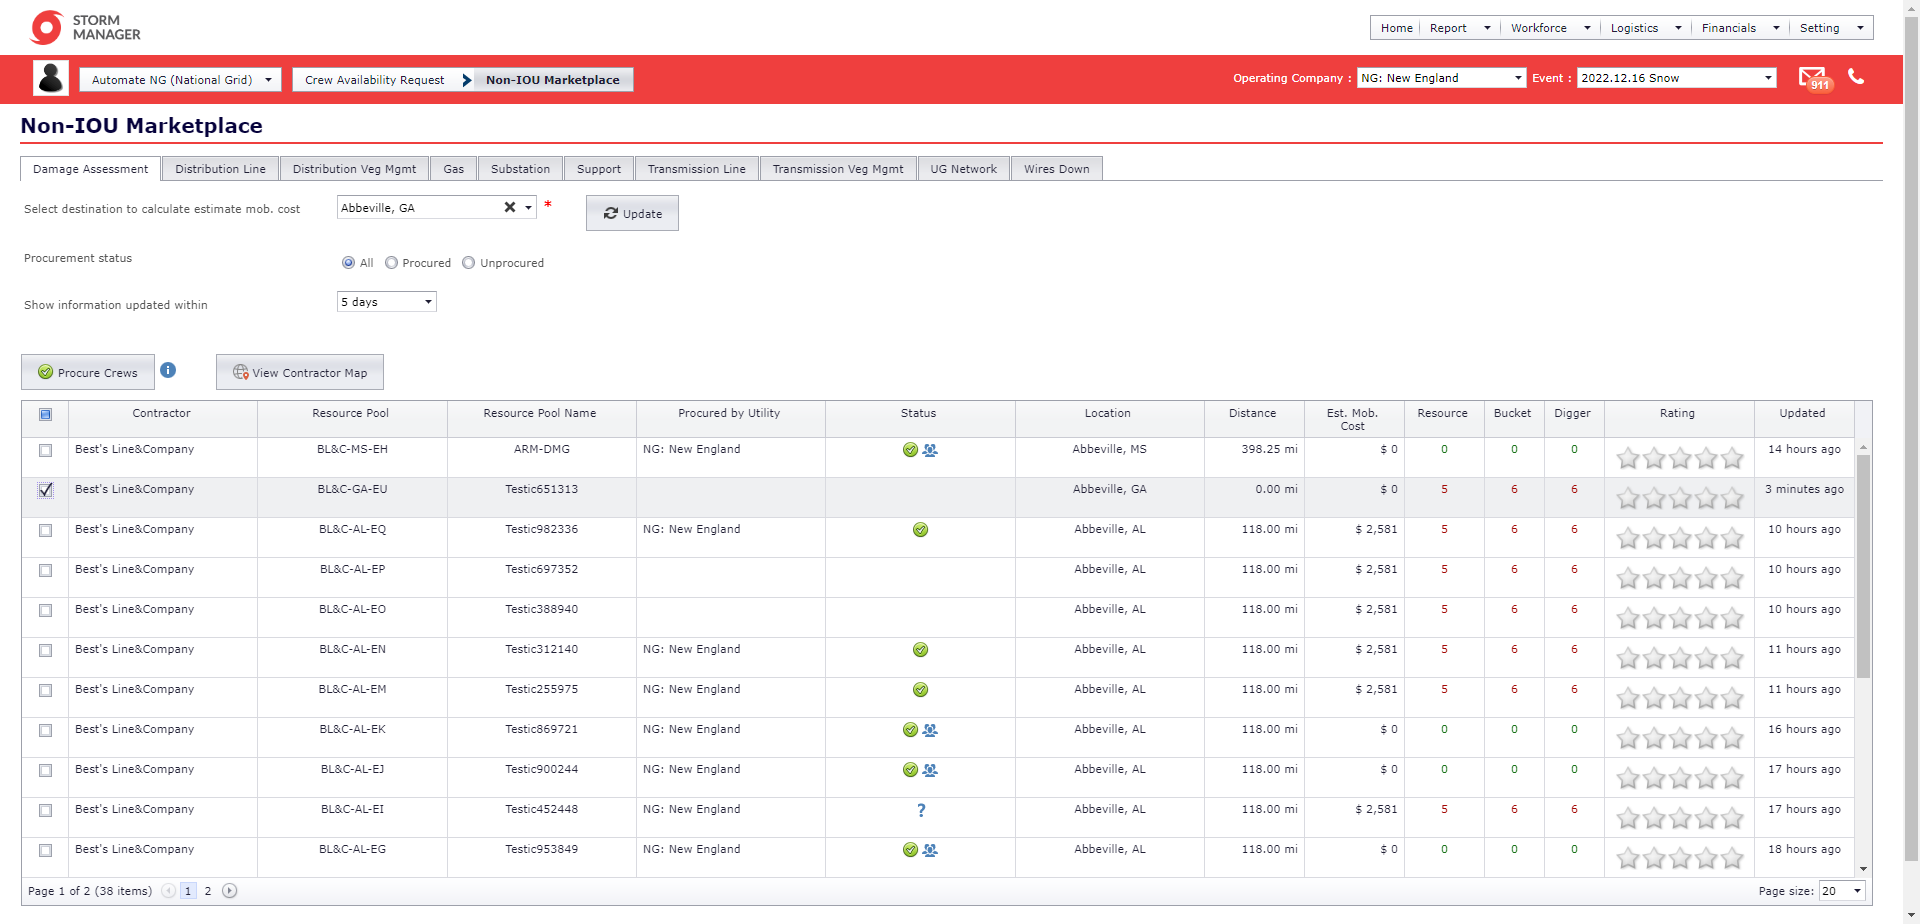 STORM
MANAGER
Home Report Workforce Logistics Financials Setting
Automate NG (National Grid) Crew Availability Request Non-IOU Marketplace Operating Company : NG: New England Event : 2022.12.16 Snow 911
Non-IOU Marketplace
Damage Assessment Distribution Line Distribution Veg Mgmt Gas Substation Support Transmission Line Transmission Veg Mgmt UG Network Wires Down
Select destination to calculate estimate mob. cost Abbeville, GA * Update
Procurement status All Procured Unprocured
Show information updated within 5 days
Procure Crews i View Contractor Map
Contractor Resource Pool Resource Pool Name Procured by Utility Status Location Distance Est. Mob. Cost Resource Bucket Digger Rating Updated
Best's Line&Company BL&C-MS-EH ARM-DMG NG: New England Abbeville, MS 398.25 mi $ 0 0 0 0 14 hours ago
Best's Line&Company BL&C-GA-EU Testic651313 Abbeville, GA 0.00 mi $ 0 5 6 6 3 minutes ago
Best's Line&Company BL&C-AL-EQ Testic982336 NG: New England Abbeville, AL 118.00 mi $ 2,581 5 6 6 10 hours ago
Best's Line&Company BL&C-AL-EP Testic697352 Abbeville, AL 118.00 mi $ 2,581 5 6 6 10 hours ago
Best's Line&Company BL&C-AL-EO Testic388940 Abbeville, AL 118.00 mi $ 2,581 5 6 6 10 hours ago
Best's Line&Company BL&C-AL-EN Testic312140 NG: New England Abbeville, AL 118.00 mi $ 2,581 5 6 6 11 hours ago
Best's Line&Company BL&C-AL-EM Testic255975 NG: New England Abbeville, AL 118.00 mi $ 2,581 5 6 6 11 hours ago
Best's Line&Company BL&C-AL-EK Testic869721 NG: New England Abbeville, AL 118.00 mi $ 0 0 0 0 16 hours ago
Best's Line&Company BL&C-AL-EJ Testic900244 NG: New England Abbeville, AL 118.00 mi $ 0 0 0 0 17 hours ago
Best's Line&Company BL&C-AL-EI Testic452448 NG: New England ? Abbeville, AL 118.00 mi $ 2,581 5 6 6 17 hours ago
Best's Line&Company BL&C-AL-EG Testic953849 NG: New England Abbeville, AL 118.00 mi $ 0 0 0 0 18 hours ago
Page 1 of 2 (38 items) 1 2 Page size: 20